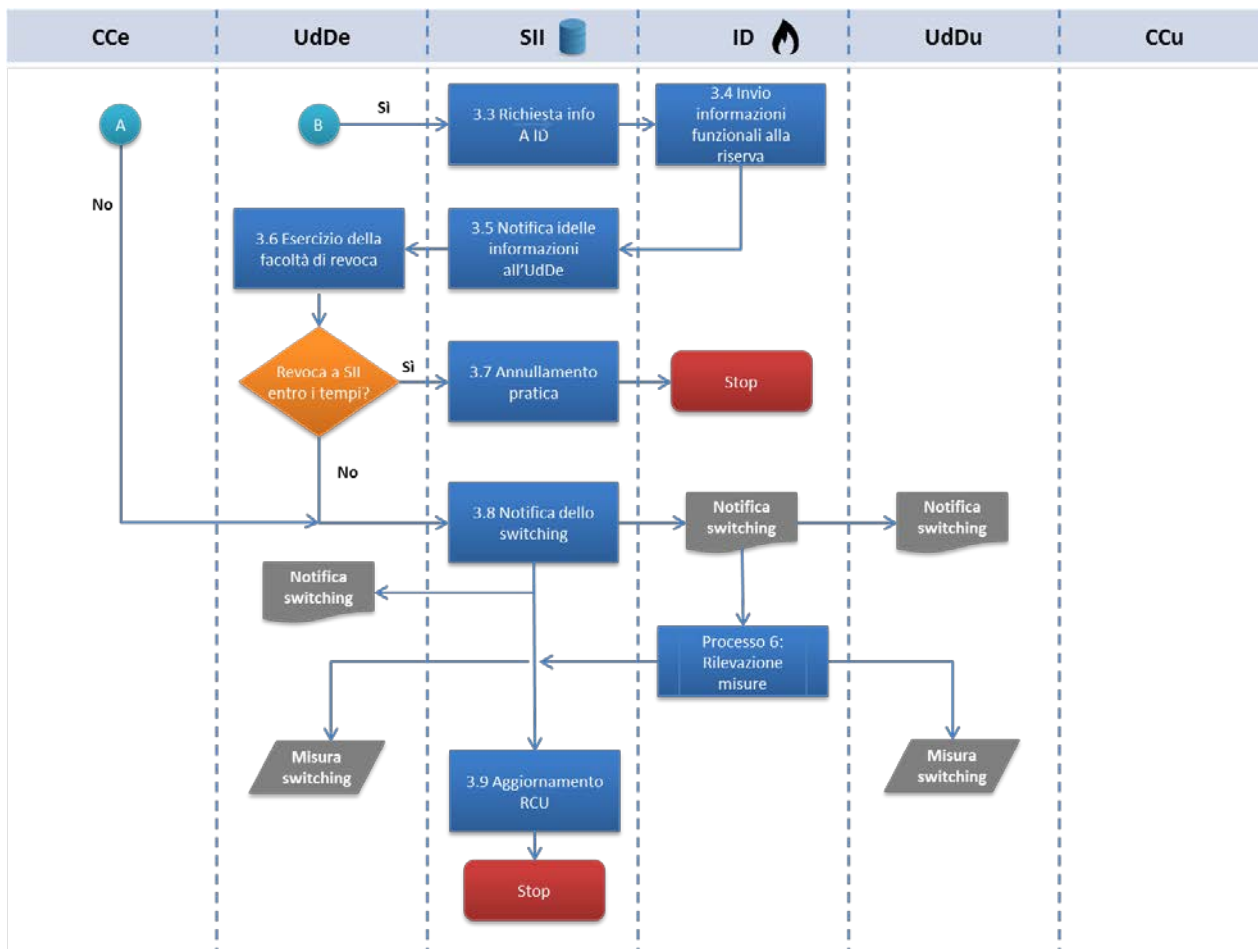 CCe
UdDe
SII
ID
UdDu
CCu
A
B
Sì
3.3 Richiesta info
A ID
3.4 Invio
informazioni
funzionali alla
riserva
No
3.6 Esercizio della
facoltà di revoca
3.5 Notifica idelle
informazioni
all'UdDe
Revoca a SII
entro i tempi?
Sì
3.7 Annullamento
pratica
Stop
No
3.8 Notifica dello
switching
Notifica
switching
Notifica
switching
Notifica
switching
Processo 6:
Rilevazione
misure
Misura
switching
3.9 Aggiornamento
RCU
Misura
switching
Stop